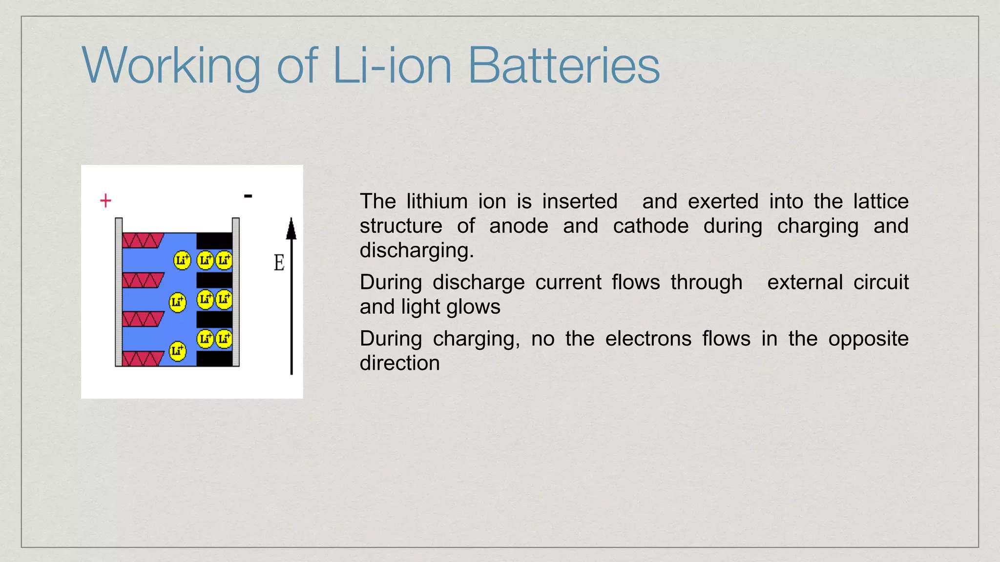 Working of Li-ion Batteries
+ -
E
Li+ Li+ Li+
Li+ Li+ Li+
Li+ Li+ Li+
The lithium ion is inserted and exerted into the lattice
structure of anode and cathode during charging and
discharging.
During discharge current flows through external circuit
and light glows
During charging, no the electrons flows in the opposite
direction